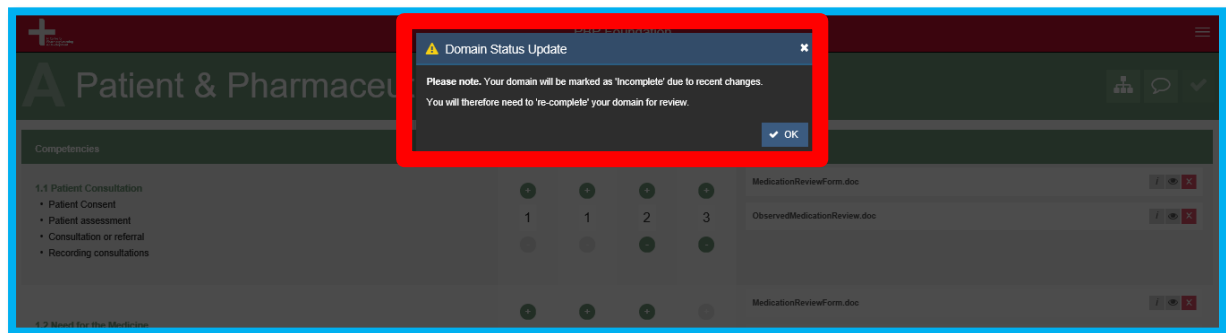 PHP Foundation
Domain Status Update
Please note. Your domain will be marked as 'Incomplete' due to recent changes.
You will therefore need to 're-complete' your domain for review.
OK
A Patient & Pharmaceu
Competencies
1.1 Patient Consultation
• Patient Consent
• Patient assessment
• Consultation or referral
• Recording consultations
1 1 2 3
MedicationReviewForm.doc
ObservedMedicationReview.doc
1.2 Need for the Medicine
MedicationReviewForm.doc